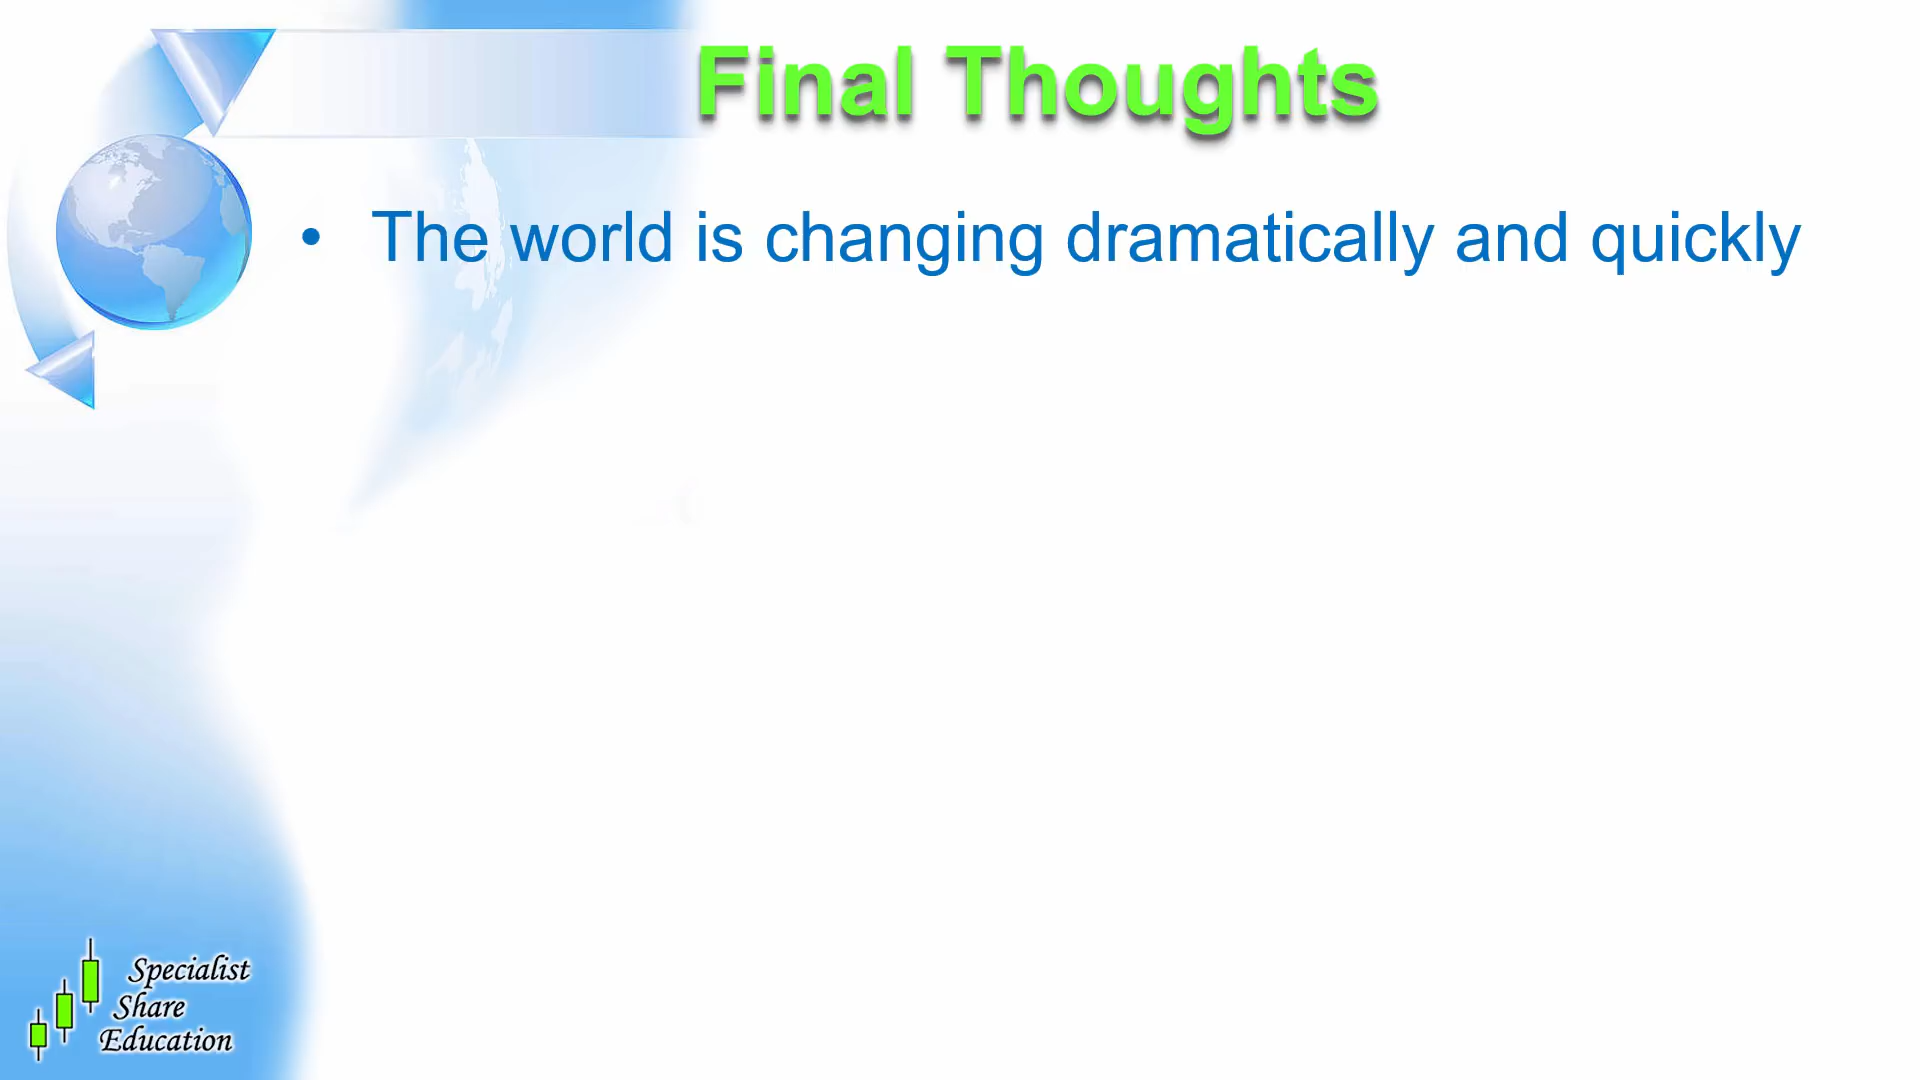 Final Thoughts
• The world is changing dramatically and quickly
Specialist
Share
Education